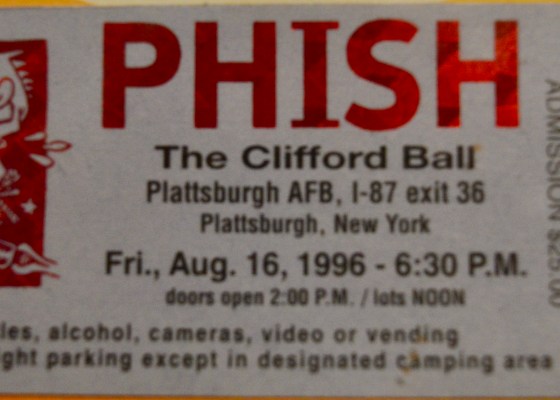 PHISH
The Clifford Ball
Plattsburgh AFB, I-87 exit 36
Plattsburgh, New York
Fri., Aug. 16, 1996 - 6:30 P.M.
doors open 2:00 P.M. / lots NOON
les, alcohol, cameras, video or vending
ght parking except in designated camping area
ADMISSION $25.00